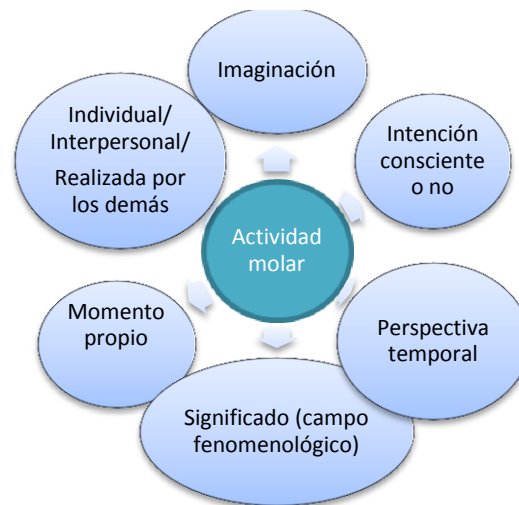 Imaginación
Individual/
Interpersonal/
Realizada por
los demás
Intención
consciente
o no
Actividad
molar
Momento
propio
Perspectiva
temporal
Significado (campo
fenomenológico)